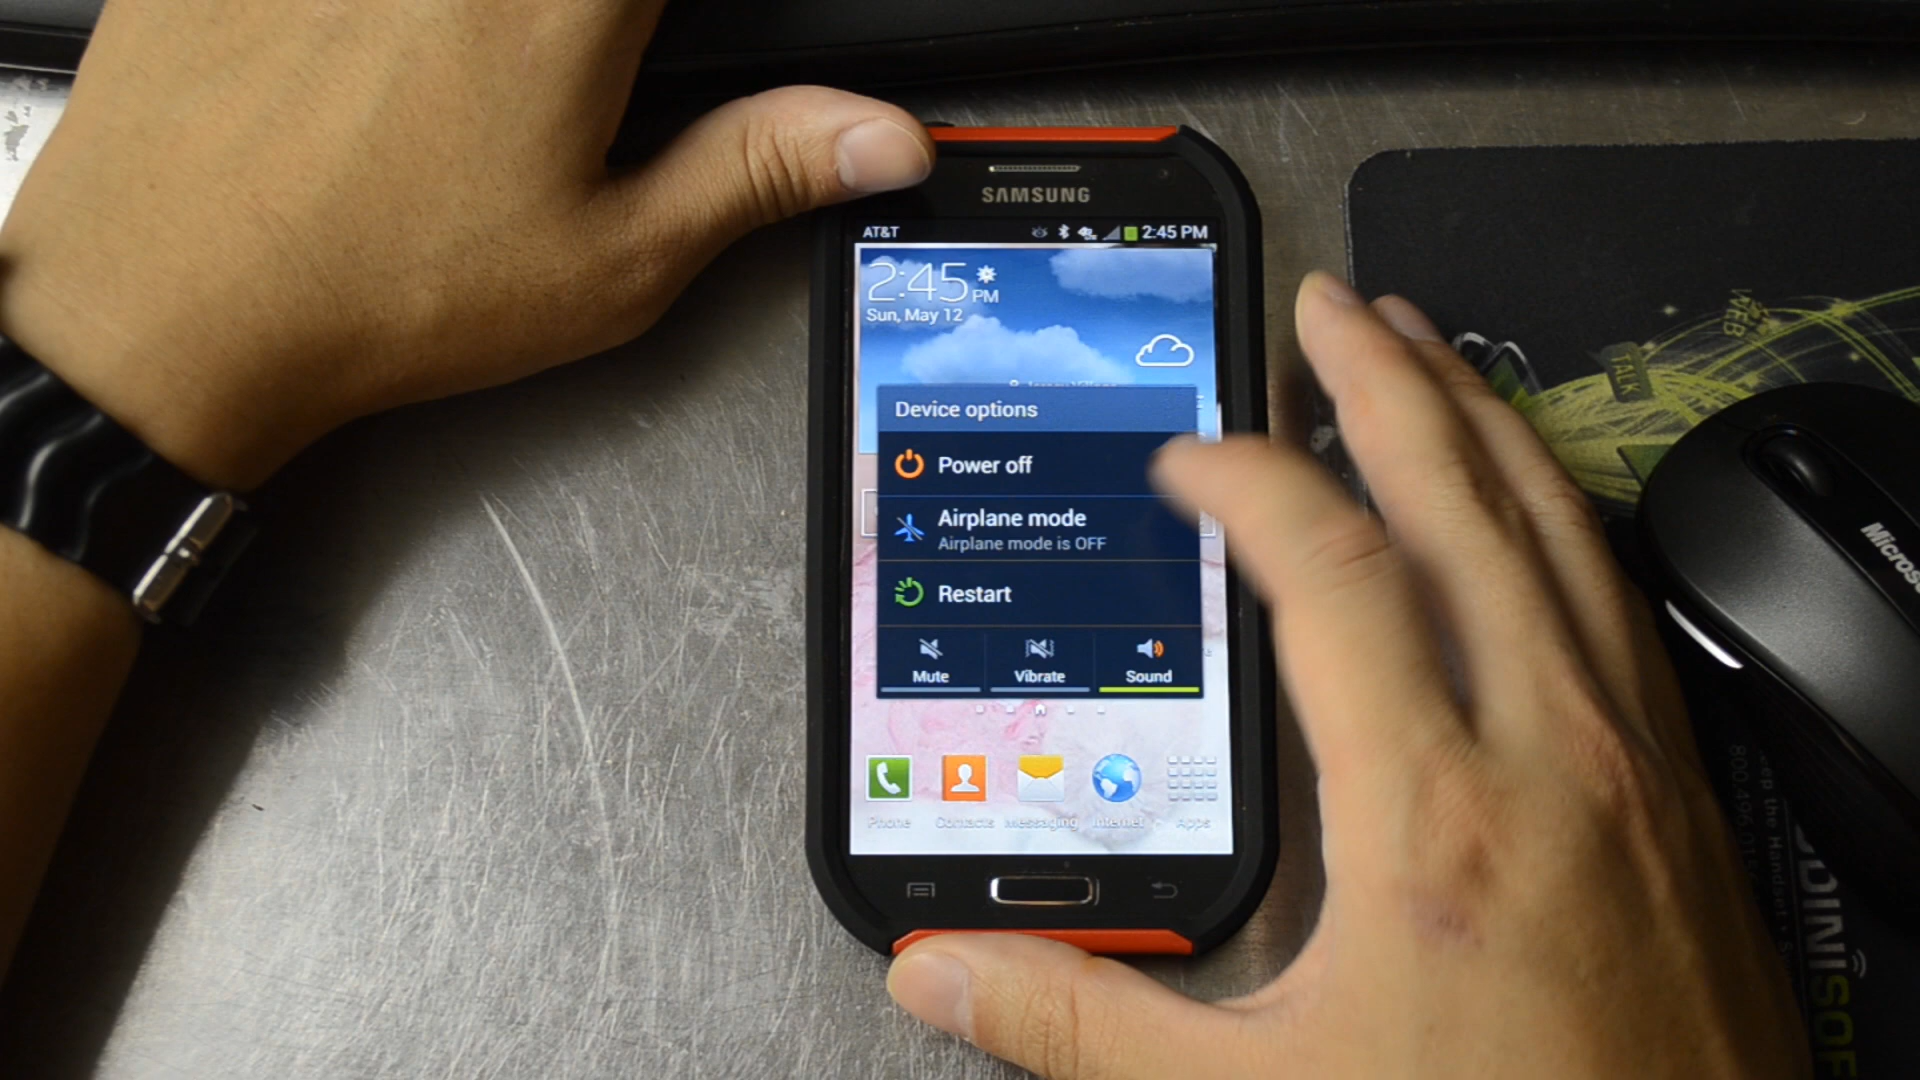 SAMSUNG
AT&T
2:45 PM
2:45 PM
Sun, May 12
Device options
Power off
Airplane mode
Airplane mode is OFF
Restart
Mute
Vibrate
Sound
Phone
Contacts
Messaging
Internet
Apps
WEB
TALK